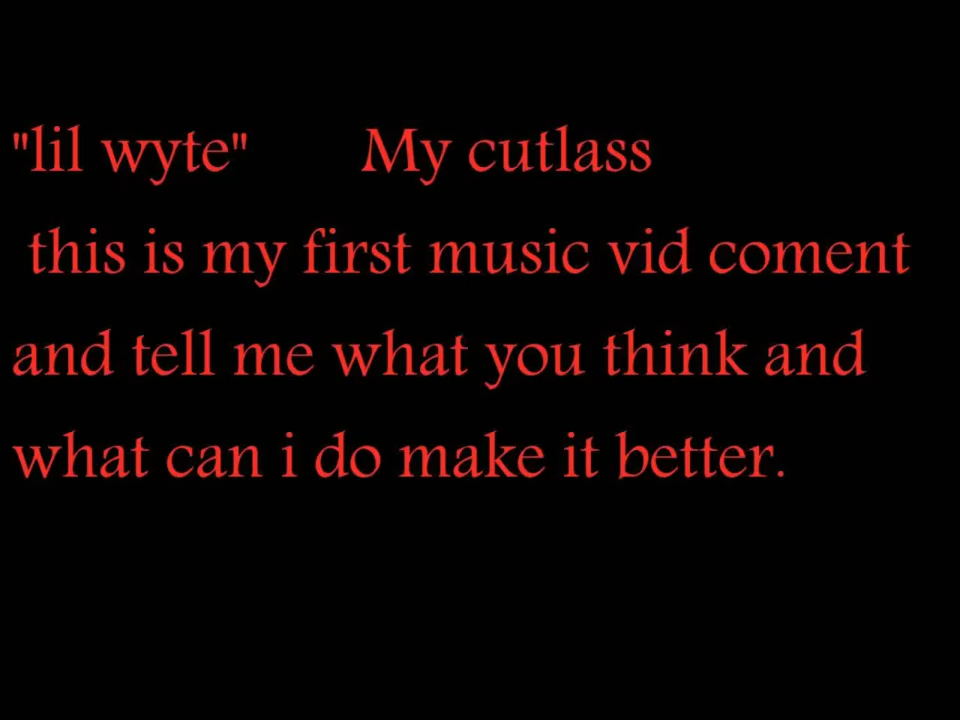 "lil wyte" My cutlass
this is my first music vid coment
and tell me what you think and
what can i do make it better.